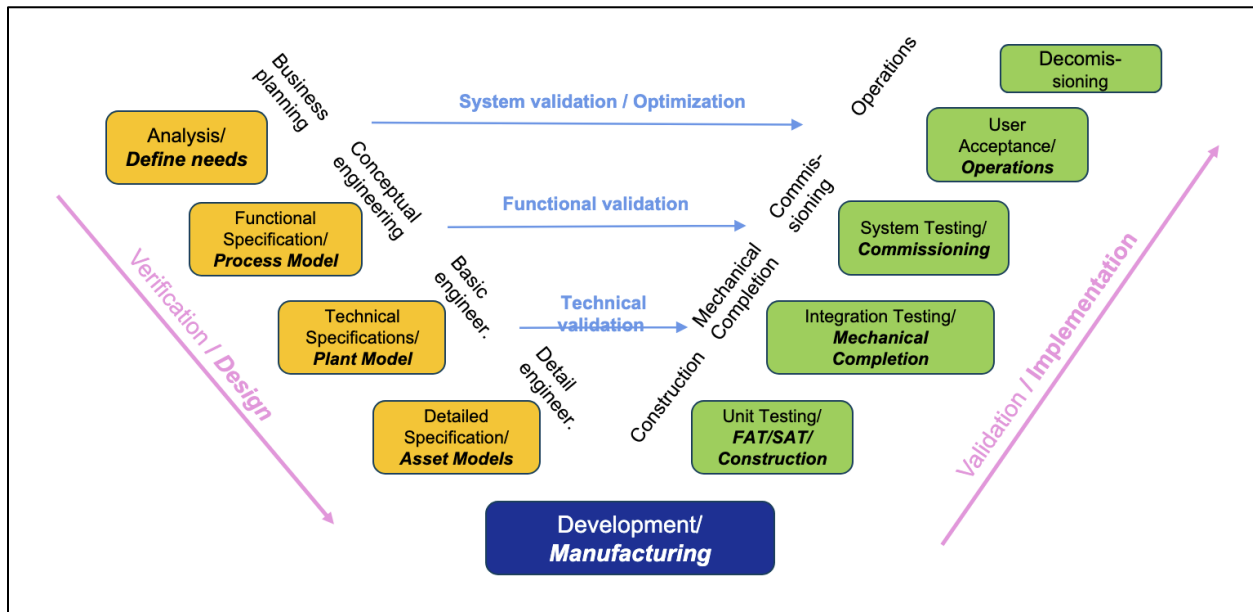 Business
planning
Operations
Decomis-
sioning
System validation / Optimization
Analysis/
Define needs
User
Acceptance/
Operations
Conceptual
engineering
Commis-
sioning
Functional validation
Functional
Specification/
Process Model
System Testing/
Commissioning
Verification / Design
Validation / Implementation
Basic
engineer.
Mechanical
Completion
Technical
validation
Technical
Specifications/
Plant Model
Integration Testing/
Mechanical
Completion
Detail
engineer.
Construction
Detailed
Specification/
Asset Models
Unit Testing/
FAT/SAT/
Construction
Development/
Manufacturing